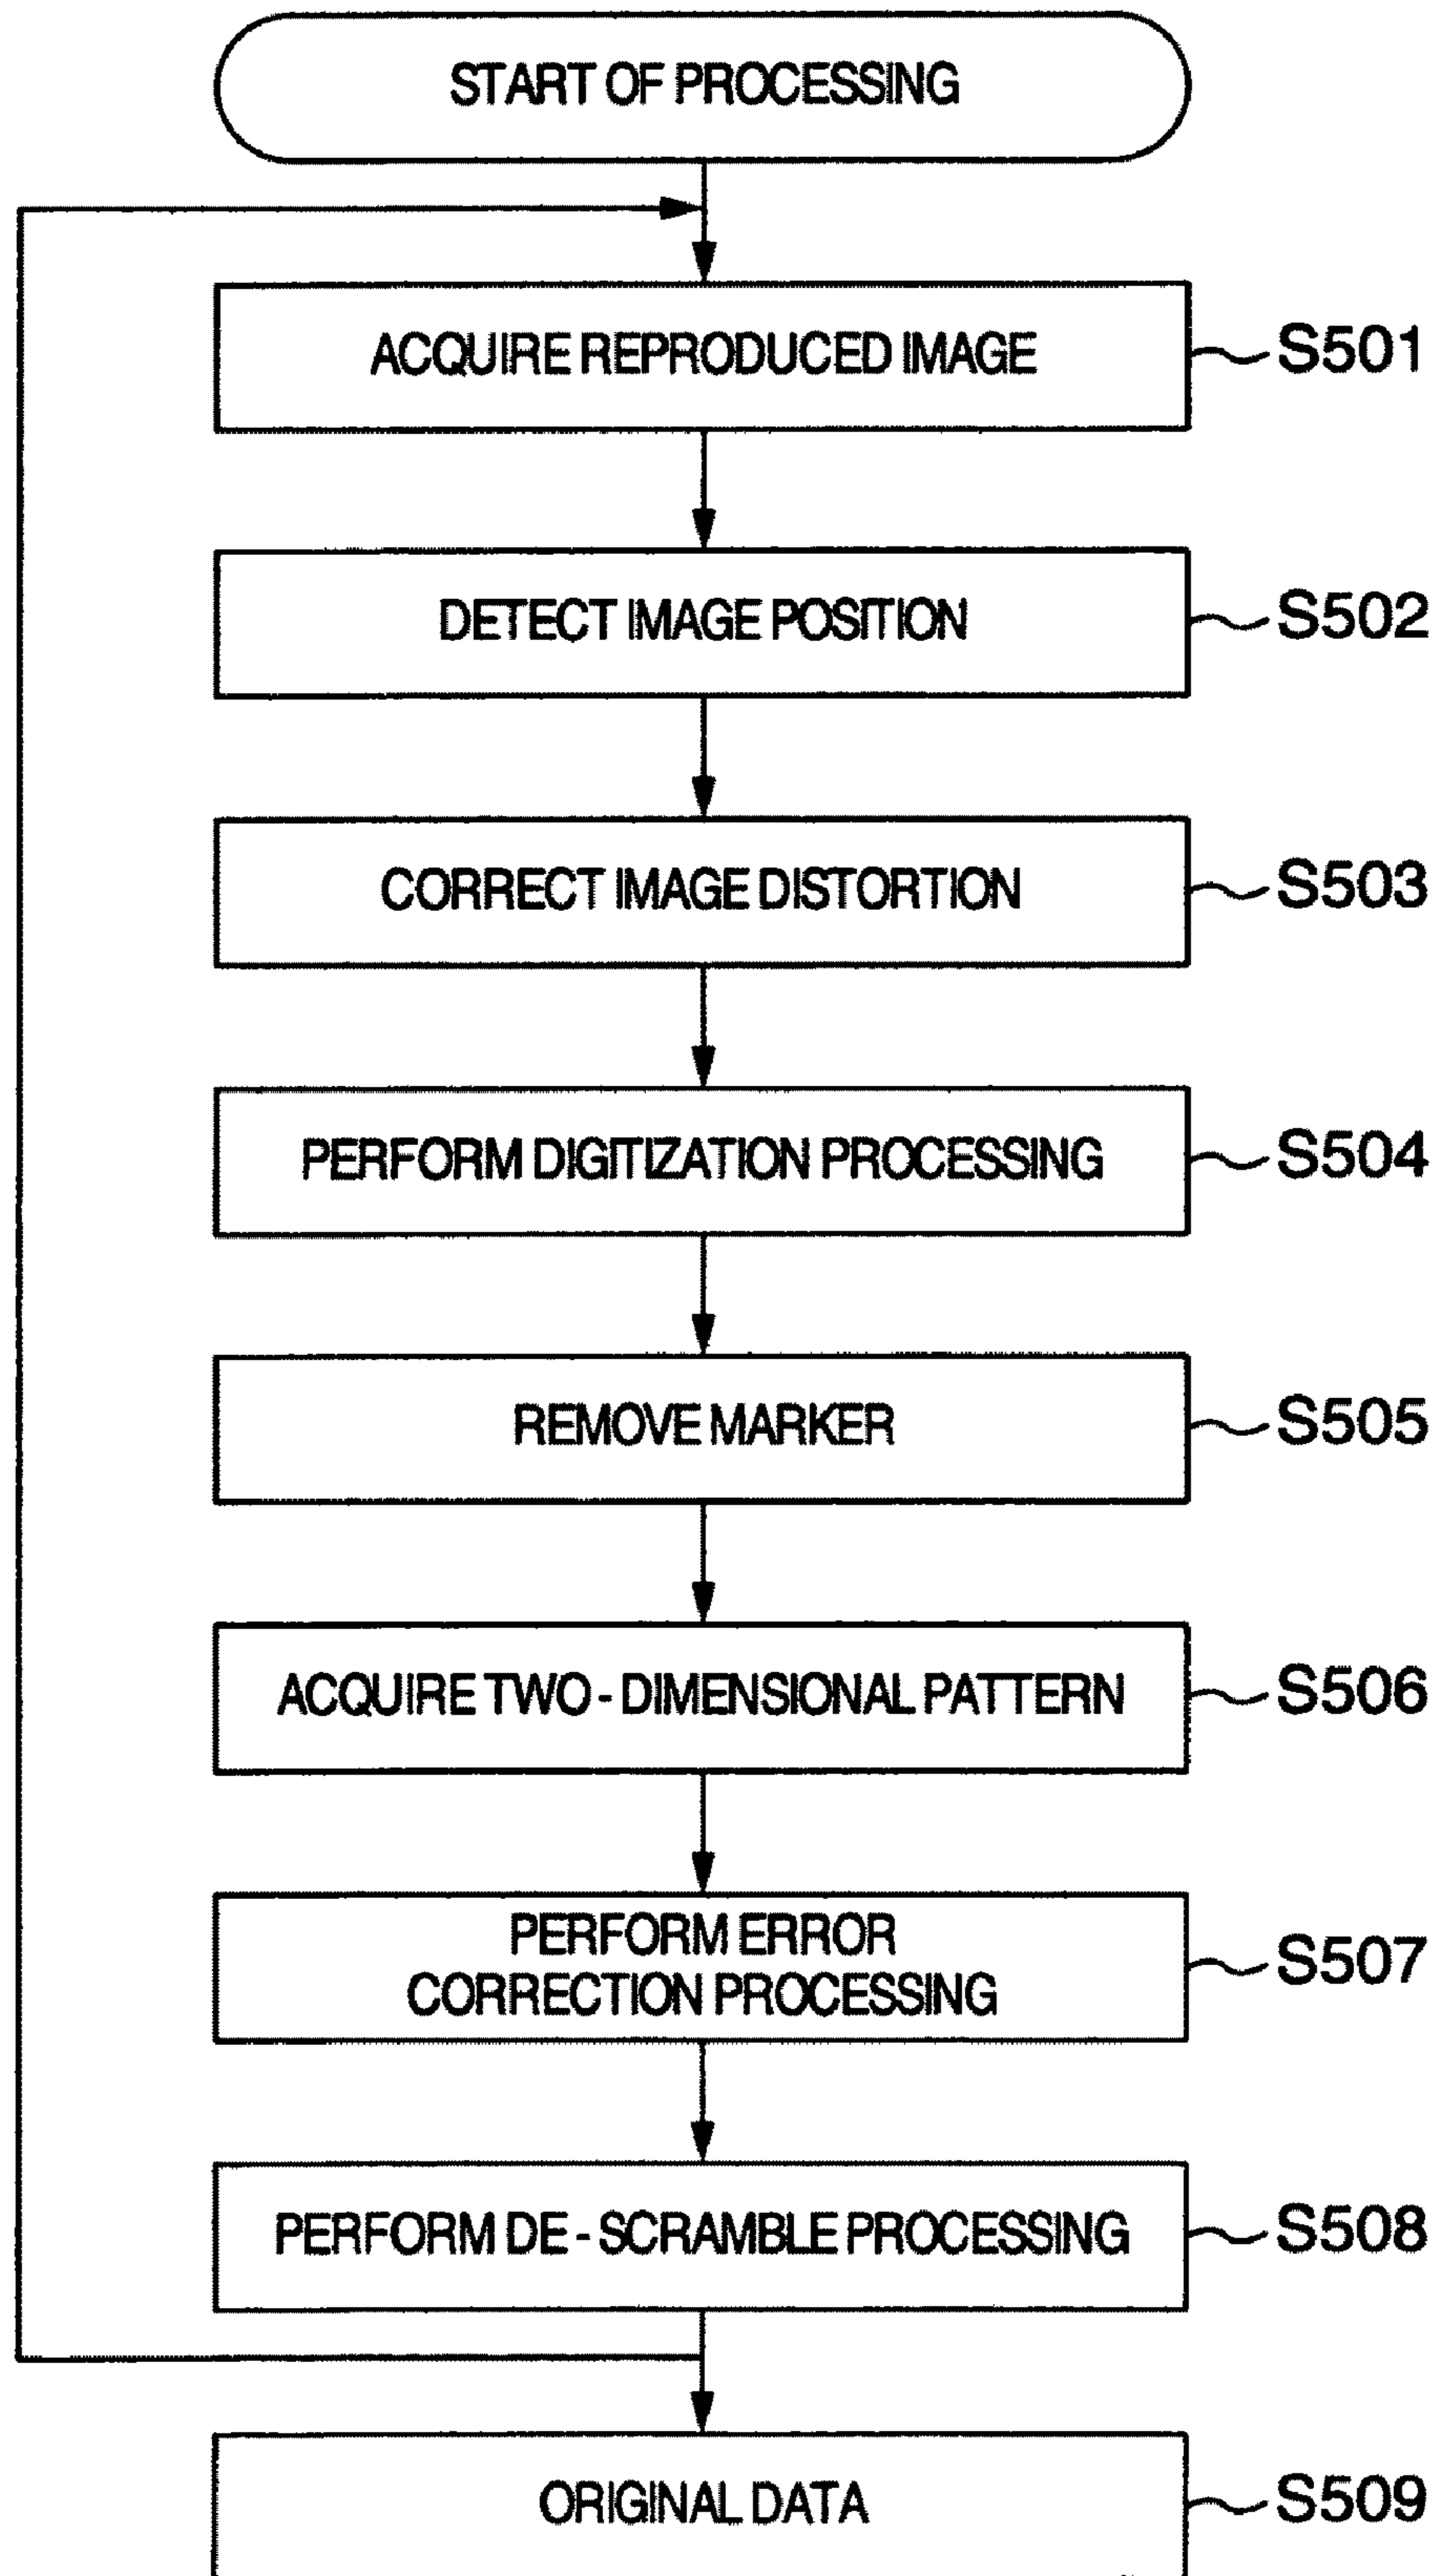 START OF PROCESSING
ACQUIRE REPRODUCED IMAGE
S501
DETECT IMAGE POSITION
S502
CORRECT IMAGE DISTORTION
S503
PERFORM DIGITIZATION PROCESSING
S504
REMOVE MARKER
S505
ACQUIRE TWO - DIMENSIONAL PATTERN
S506
PERFORM ERROR
CORRECTION PROCESSING
S507
PERFORM DE - SCRAMBLE PROCESSING
S508
ORIGINAL DATA
S509